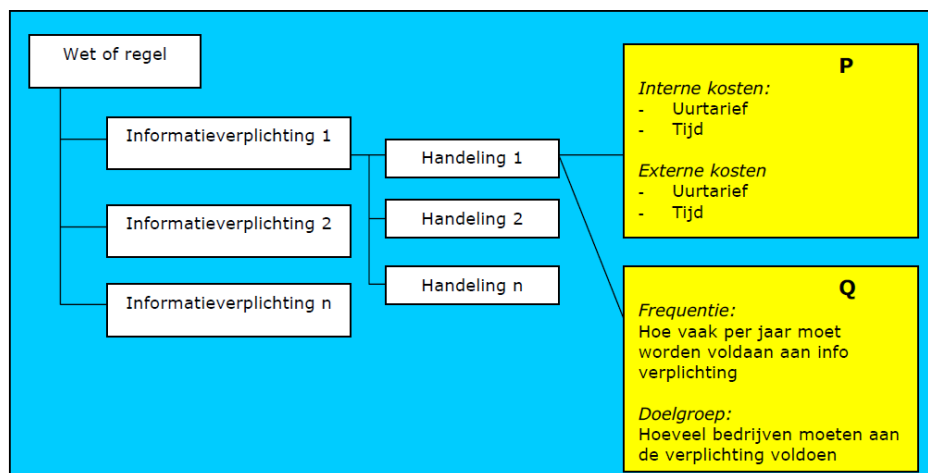 Wet of regel
Informatieverplichting 1
Informatieverplichting 2
Informatieverplichting n
Handeling 1
Handeling 2
Handeling n
P
Interne kosten:
- Uurtarief
- Tijd
Externe kosten
- Uurtarief
- Tijd
Q
Frequentie:
Hoe vaak per jaar moet
worden voldaan aan info
verplichting
Doelgroep:
Hoeveel bedrijven moeten aan
de verplichting voldoen